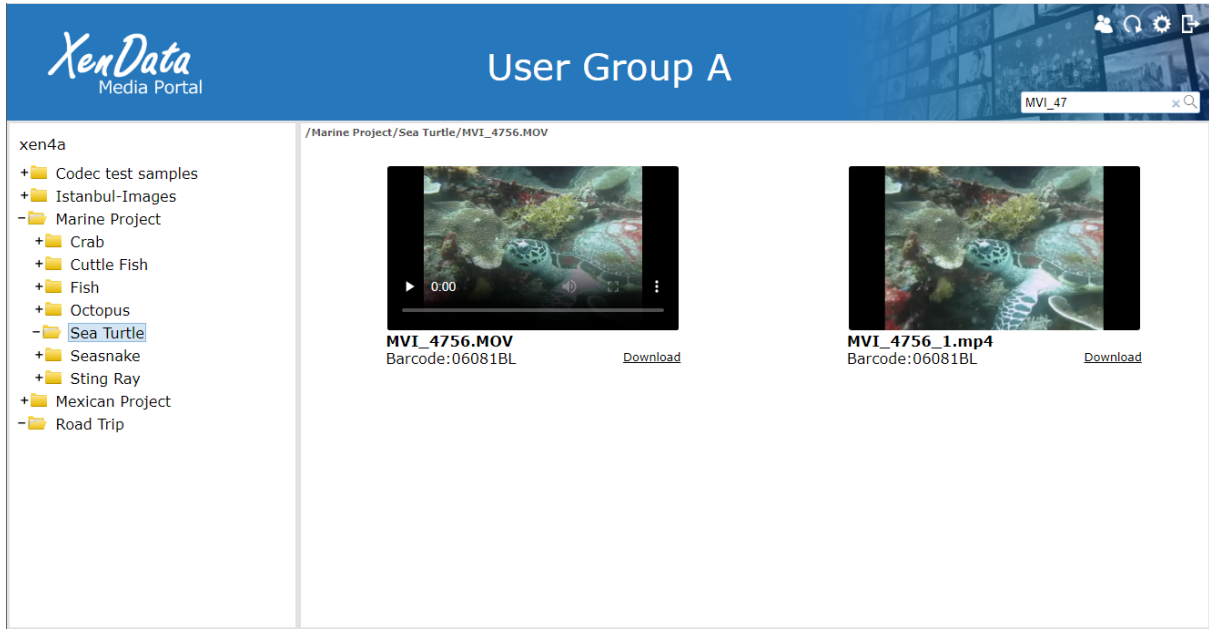 XenData
Media Portal
User Group A
MVI_47
xen4a
Codec test samples
Istanbul-Images
Marine Project
Crab
Cuttle Fish
Fish
Octopus
Sea Turtle
Seasnake
Sting Ray
Mexican Project
Road Trip
/Marine Project/Sea Turtle/MVI_4756.MOV
0:00
MVI_4756.MOV
Barcode:06081BL Download
MVI_4756_1.mp4
Barcode:06081BL Download